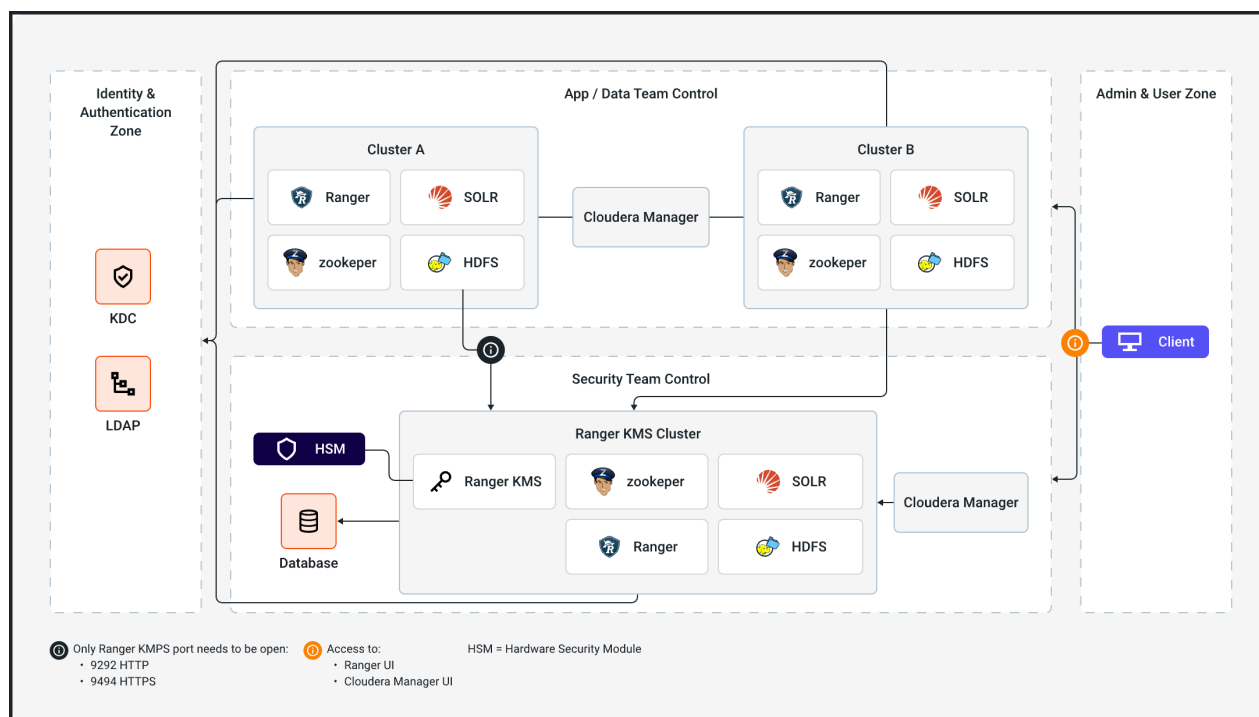 Identity &
Authentication
Zone
KDC
LDAP
App / Data Team Control
Cluster A
Ranger
SOLR
zookeper
HDFS
Cloudera Manager
Cluster B
Ranger
SOLR
zookeper
HDFS
Admin & User Zone
Client
Security Team Control
HSM
Database
Ranger KMS Cluster
Ranger KMS
zookeper
SOLR
Ranger
HDFS
Cloudera Manager
Only Ranger KMPS port needs to be open:
• 9292 HTTP
• 9494 HTTPS
Access to:
• Ranger UI
• Cloudera Manager UI
HSM = Hardware Security Module